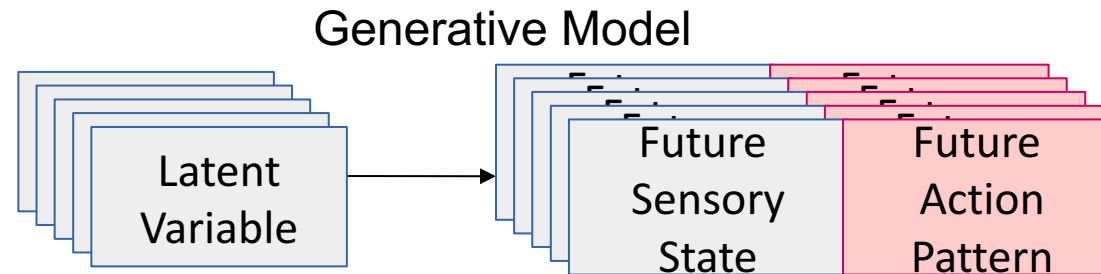 Generative Model
Latent
Variable
Future
Sensory
State
Future
Action
Pattern